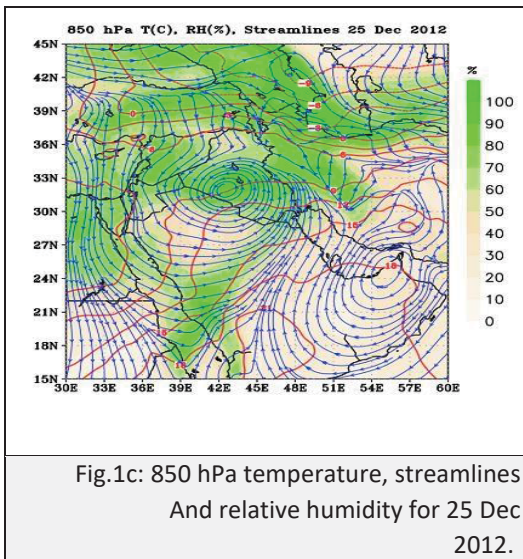 850 hPa T(C), RH(%), Streamlines 25 Dec 2012
45N
42N
39N
36N
33N
30N
27N
24N
21N
18N
15N
30E 33E 36E 39E 42E 45E 48E 51E 54E 57E 60E
%
100
90
80
70
60
50
40
30
20
10
0
Fig.1c: 850 hPa temperature, streamlines
And relative humidity for 25 Dec
2012.